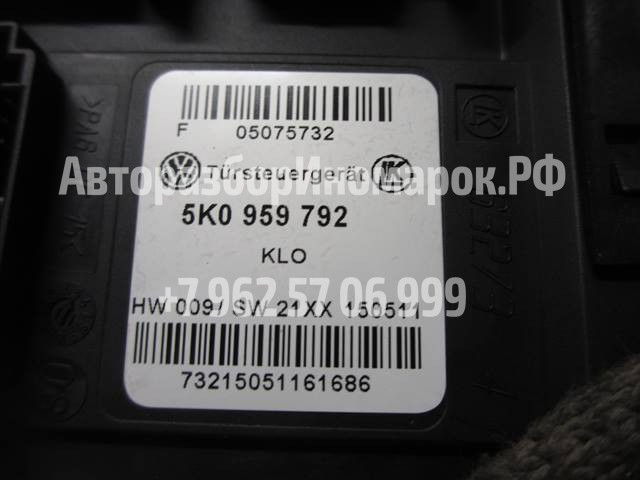 F 05075732
Türsteuergerät
АвторазборИномарок.РФ
5K0 959 792
KLO
+7 962 57 06 999
HW 009/ SW 21XX 150511
73215051161686
>PA6